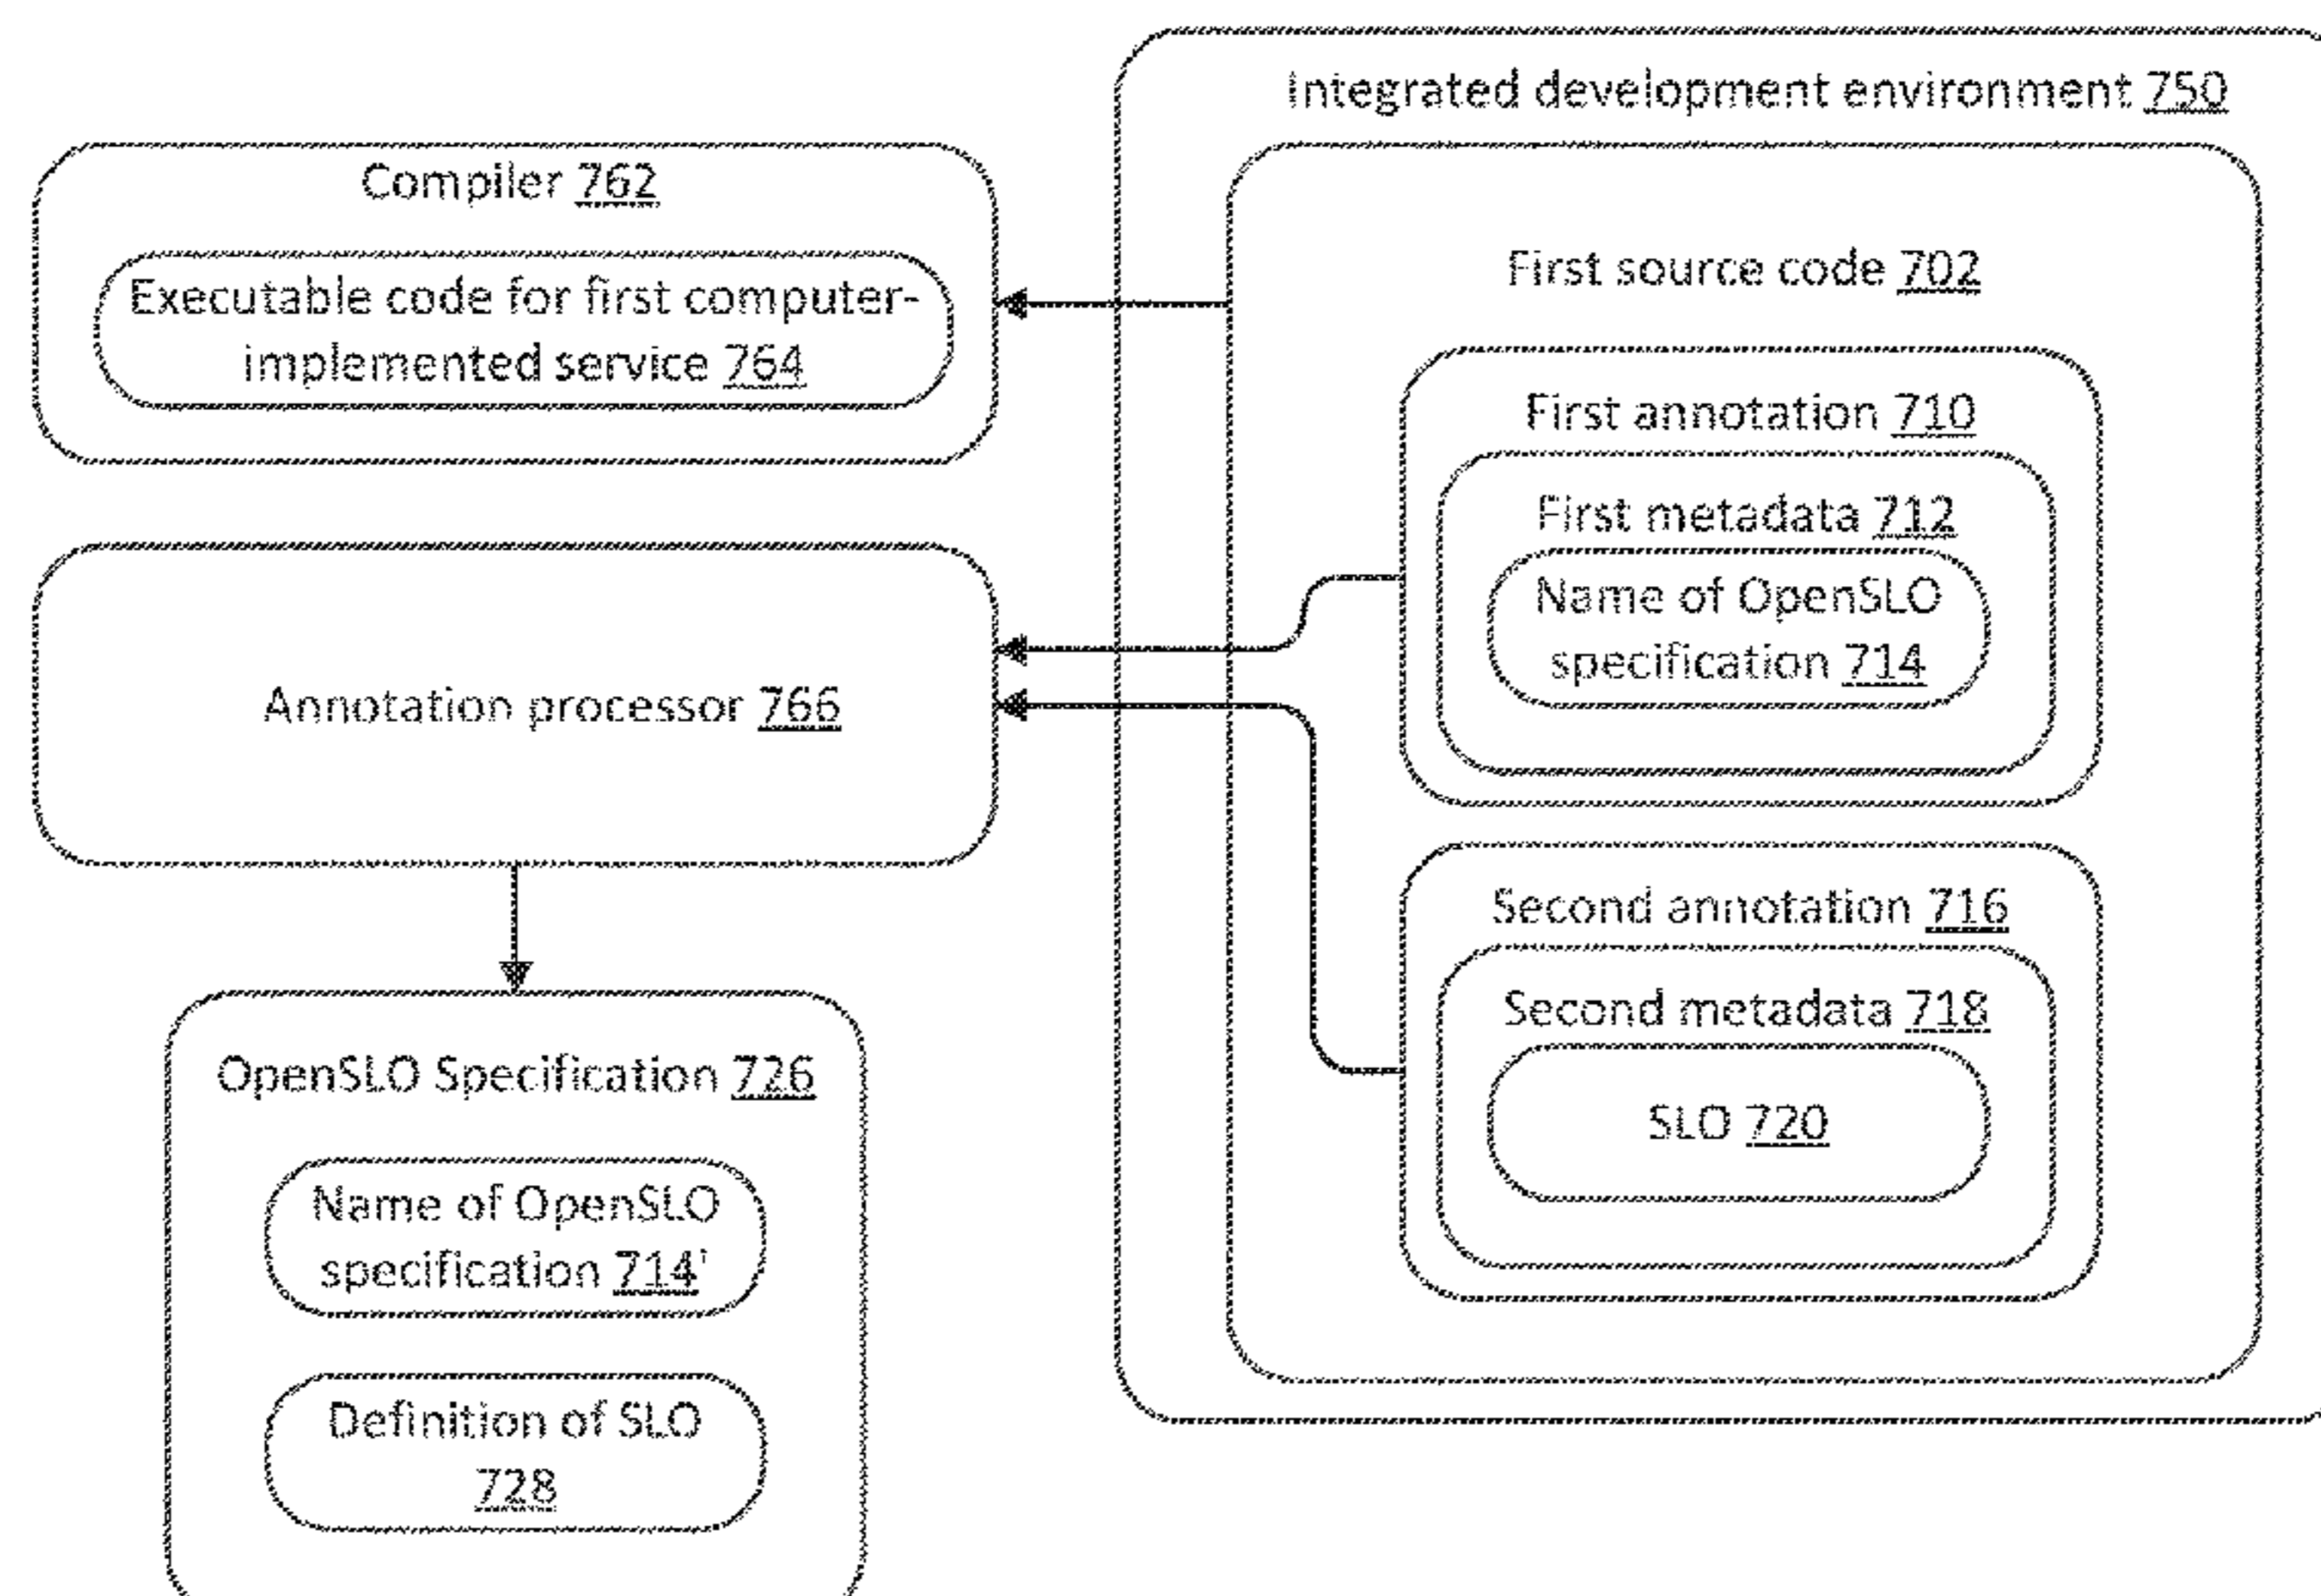 Integrated development environment 750
Compiler 762
Executable code for first computer-
implemented service 764
First source code 702
First annotation 710
First metadata 712
Name of OpenSLO
specification 714
Annotation processor 766
Second annotation 716
Second metadata 718
SLO 720
OpenSLO Specification 726
Name of OpenSLO
specification 714'
Definition of SLO
728